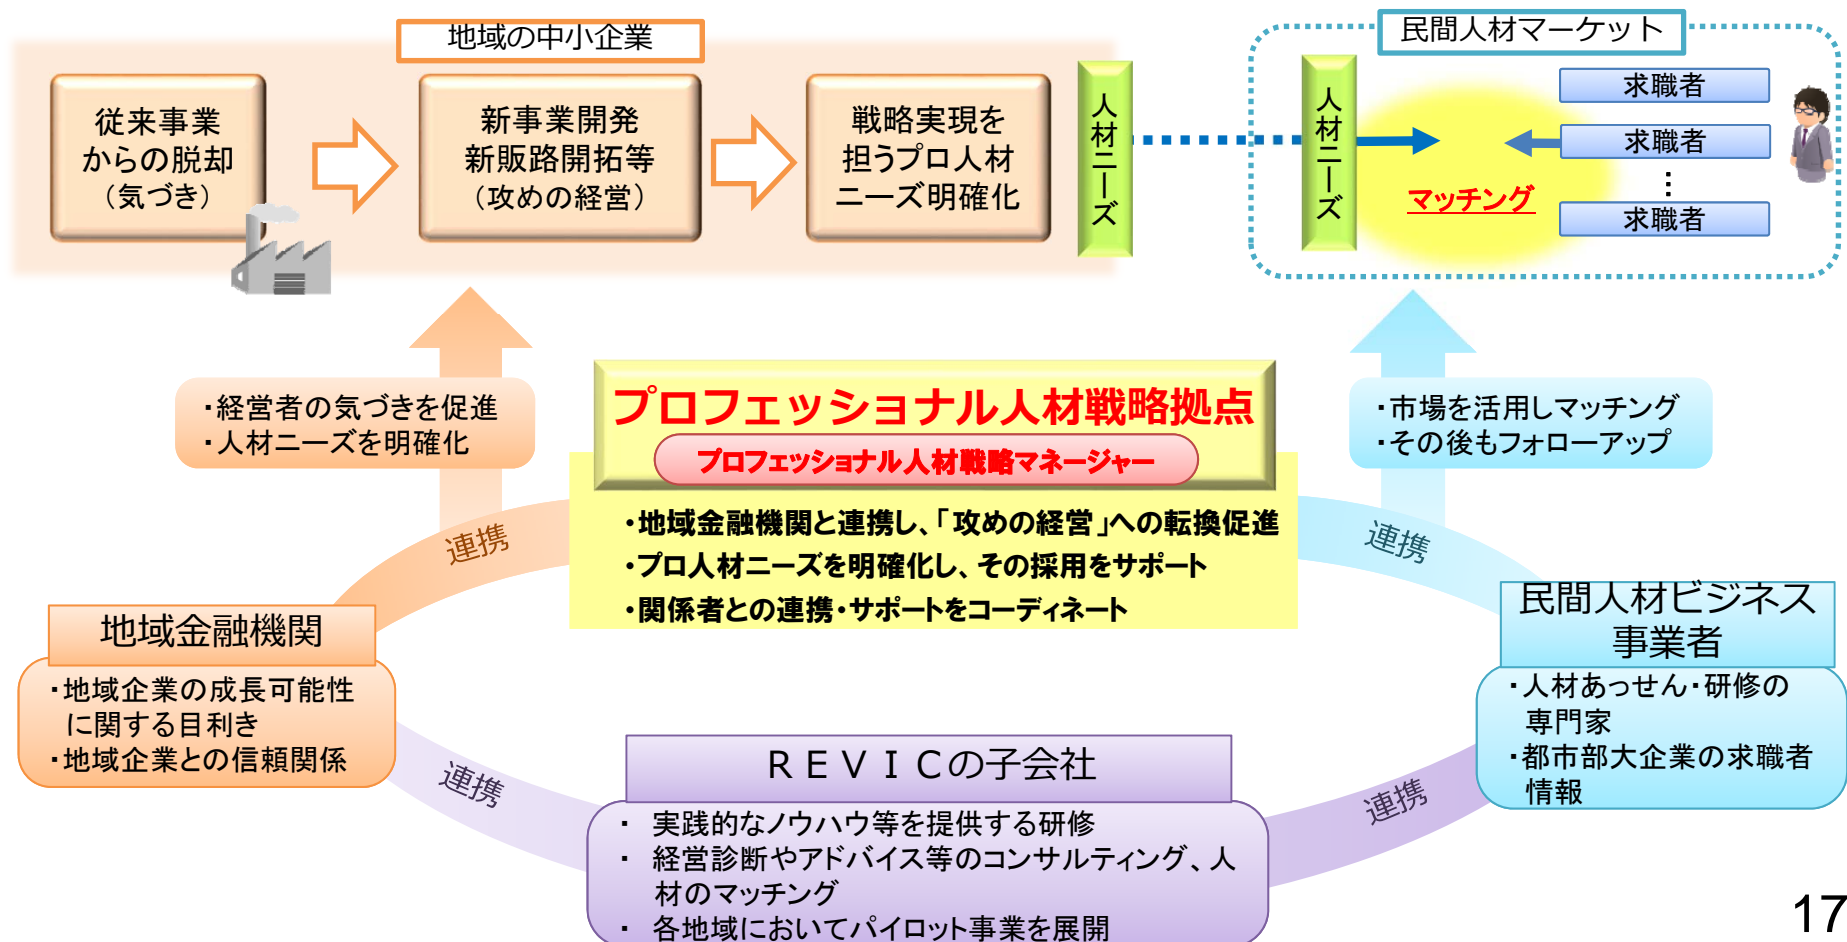 地域の中小企業
従来事業
からの脱却
（気づき）
新事業開発
新販路開拓等
（攻めの経営）
戦略実現を
担うプロ人材
ニーズ明確化
人材ニーズ
民間人材マーケット
人材ニーズ
マッチング
求職者
求職者
⋮
求職者
・経営者の気づきを促進
・人材ニーズを明確化
プロフェッショナル人材戦略拠点
プロフェッショナル人材戦略マネージャー
・地域金融機関と連携し、「攻めの経営」への転換促進
・プロ人材ニーズを明確化し、その採用をサポート
・関係者との連携・サポートをコーディネート
・市場を活用しマッチング
・その後もフォローアップ
連携
連携
地域金融機関
・地域企業の成長可能性
に関する目利き
・地域企業との信頼関係
民間人材ビジネス
事業者
・人材あっせん・研修の
専門家
・都市部大企業の求職者
情報
連携
連携
ＲＥＶＩＣの子会社
・ 実践的なノウハウ等を提供する研修
・ 経営診断やアドバイス等のコンサルティング、人
材のマッチング
・ 各地域においてパイロット事業を展開
17